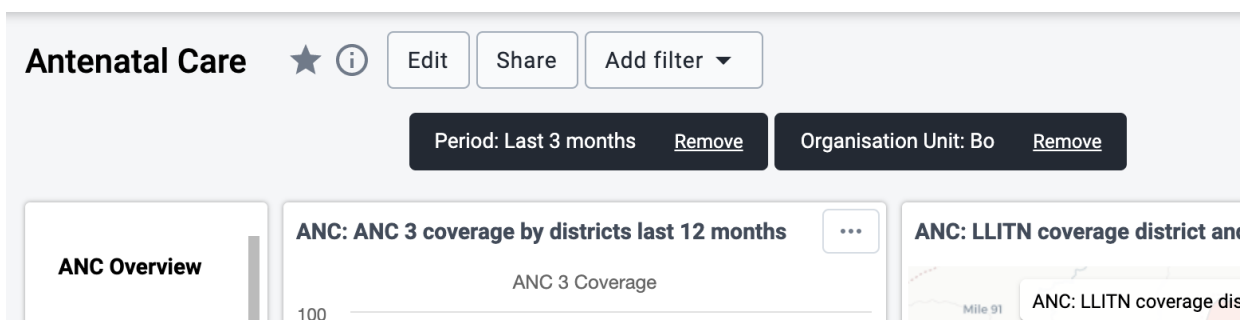 Antenatal Care
Edit
Share
Add filter
Period: Last 3 months Remove
Organisation Unit: Bo Remove
ANC Overview
ANC: ANC 3 coverage by districts last 12 months
ANC 3 Coverage
100
ANC: LLITN coverage district
Mile 91
ANC: LLITN coverage